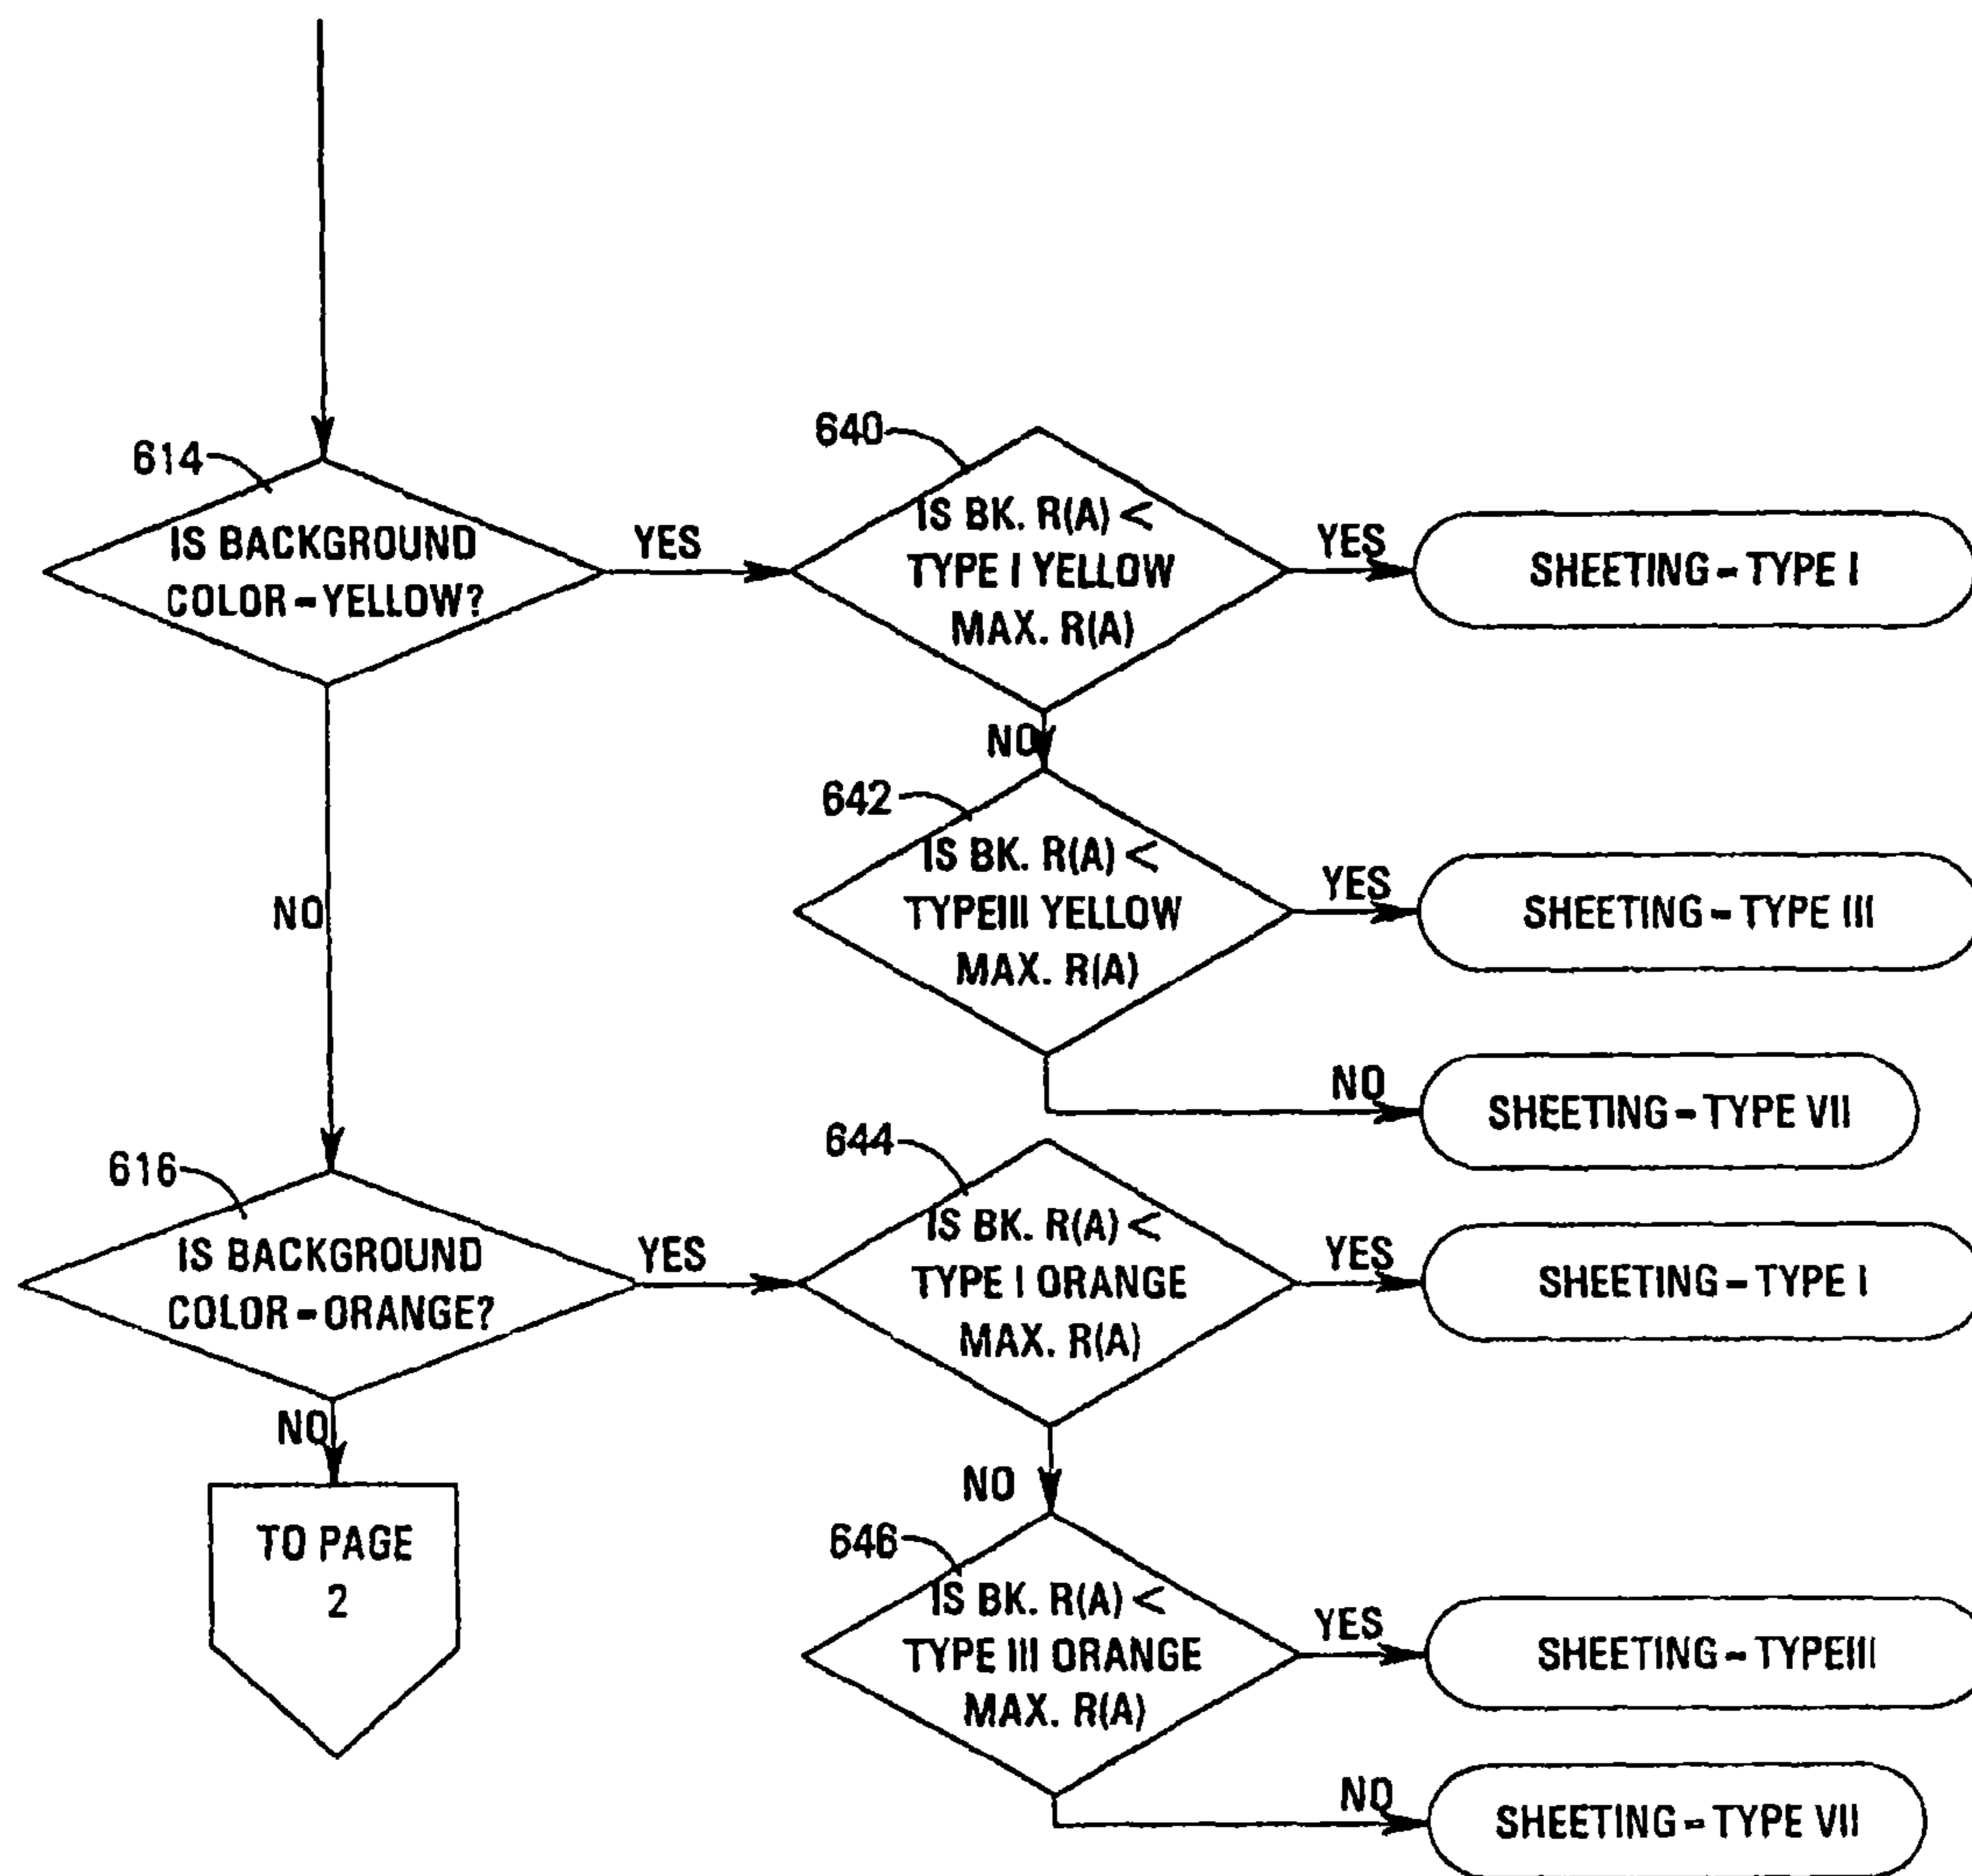 614
IS BACKGROUND
COLOR-YELLOW?
YES
640
IS BK. R(A) <
TYPE I YELLOW
MAX. R(A)
YES
SHEETING-TYPE I
NO
642
IS BK. R(A) <
TYPEIII YELLOW
MAX. R(A)
YES
SHEETING-TYPE III
NO
SHEETING-TYPE VII
NO
616
IS BACKGROUND
COLOR-ORANGE?
YES
644
IS BK. R(A) <
TYPE I ORANGE
MAX. R(A)
YES
SHEETING-TYPE I
NO
646
IS BK. R(A) <
TYPE III ORANGE
MAX. R(A)
YES
SHEETING-TYPEIII
NO
SHEETING-TYPE VII
NO
TO PAGE
2